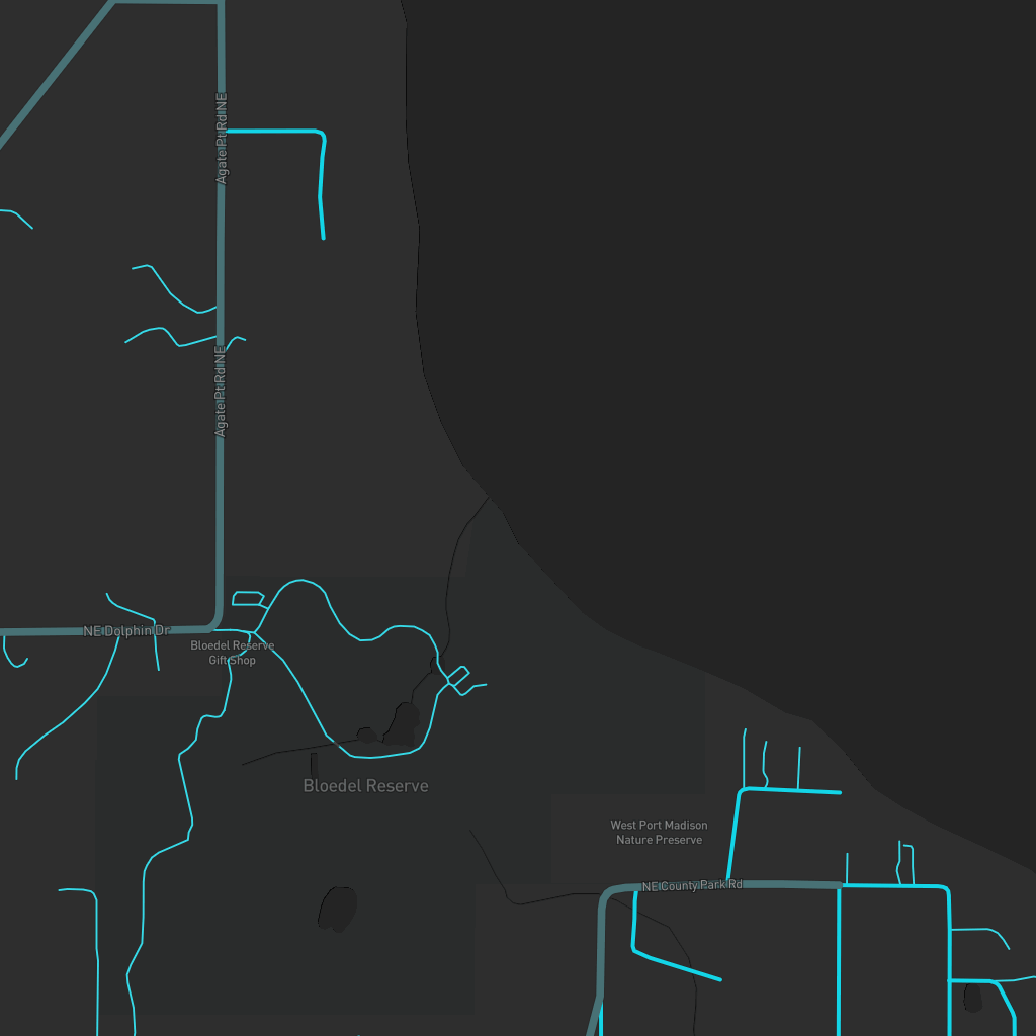 Agate Pt Rd NE
Agate Pt Rd NE
NE Dolphin Dr
Bloedel Reserve
Gift Shop
Bloedel Reserve
West Port Madison
Nature Preserve
NE County Park Rd